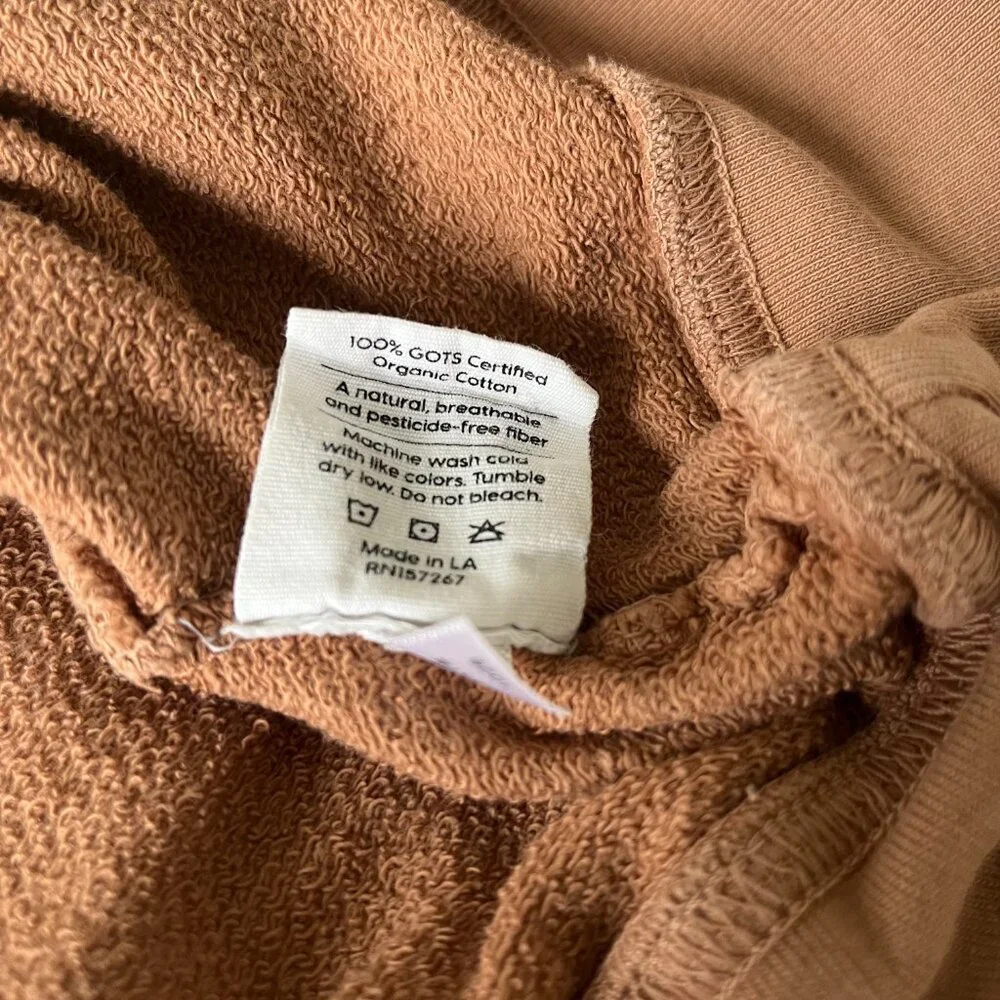 100% GOTS Certified
Organic Cotton
A natural, breathable
and pesticide-free fiber
Machine wash cold
with like colors. Tumble
dry low. Do not bleach.
Made in LA
RN157267